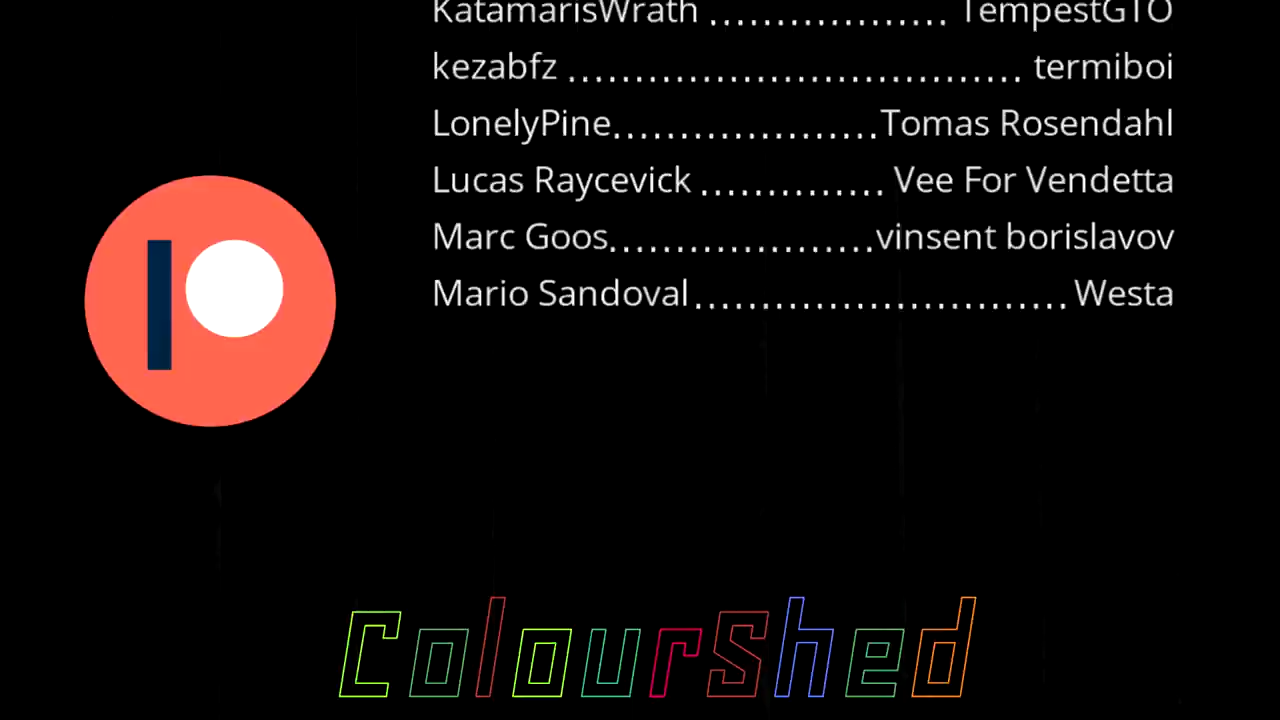 KatamarisWrath .................. TempestGTO
kezabfz .................................. termiboi
LonelyPine....................Tomas Rosendahl
Lucas Raycevick .............. Vee For Vendetta
Marc Goos....................vinsent borislavov
Mario Sandoval............................ Westa
ColourShed